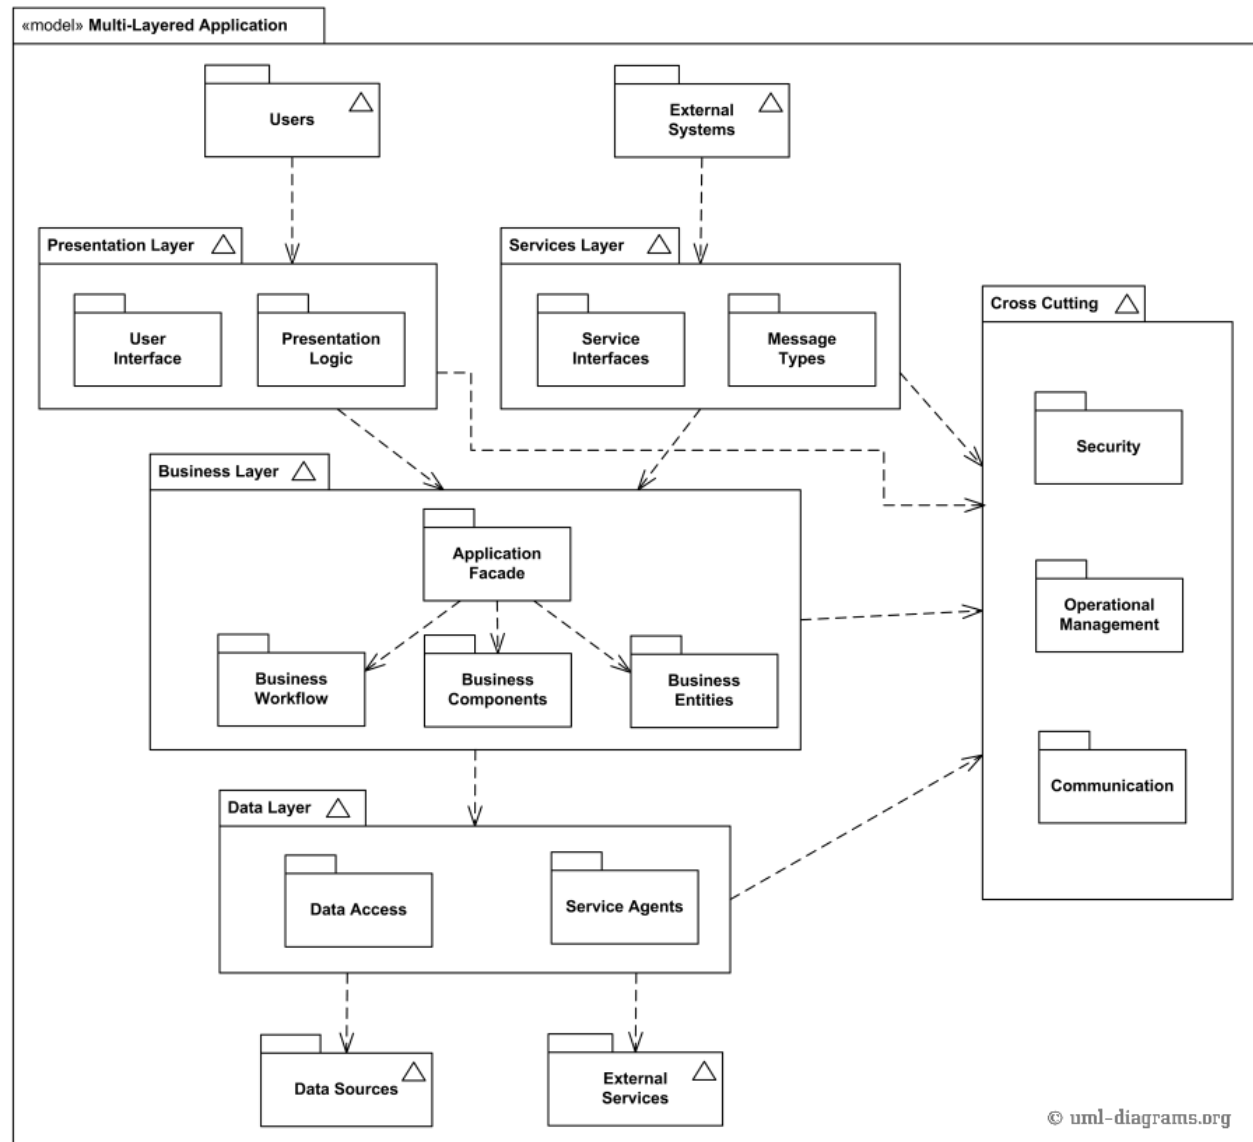 «model» Multi-Layered Application
Users
External
Systems
Presentation Layer
User
Interface
Presentation
Logic
Services Layer
Service
Interfaces
Message
Types
Cross Cutting
Security
Operational
Management
Communication
Business Layer
Application
Facade
Business
Workflow
Business
Components
Business
Entities
Data Layer
Data Access
Service Agents
Data Sources
External
Services
© uml-diagrams.org